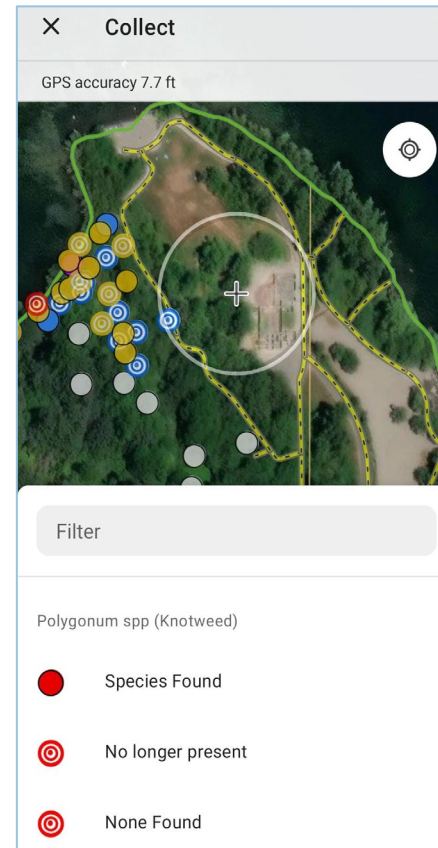 Collect
GPS accuracy 7.7 ft
Filter
Polygonum spp (Knotweed)
Species Found
No longer present
None Found